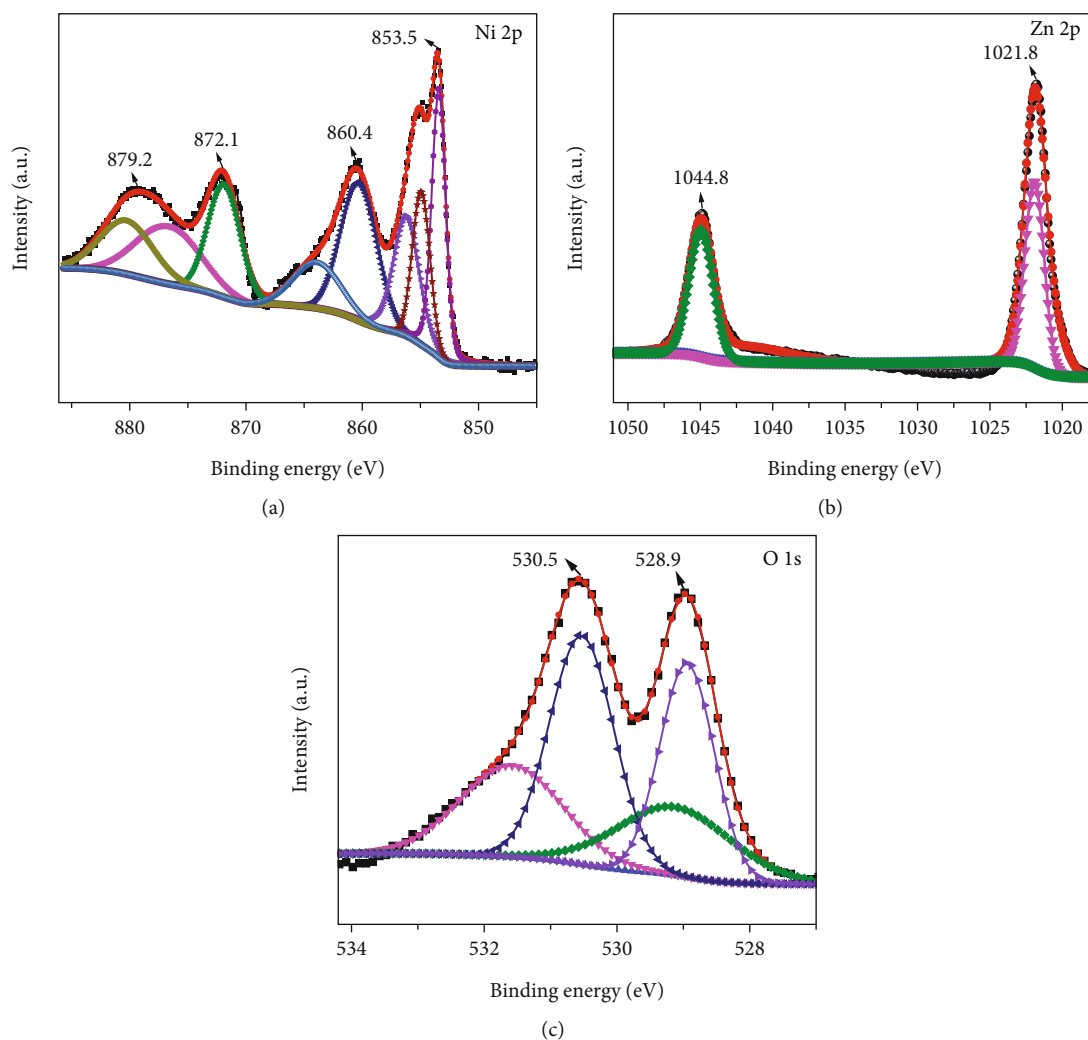 Ni 2p
853.5
860.4
872.1
879.2
Intensity (a.u.)
880 870 860 850
Binding energy (eV)
(a)
Zn 2p
1021.8
1044.8
Intensity (a.u.)
1050 1045 1040 1035 1030 1025 1020
Binding energy (eV)
(b)
O 1s
530.5 528.9
Intensity (a.u.)
534 532 530 528
Binding energy (eV)
(c)